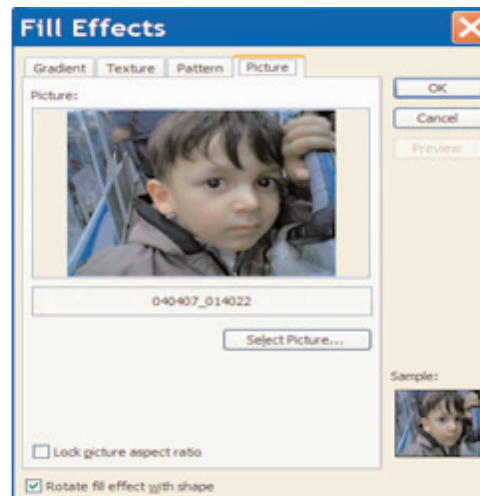 Fill Effects
Gradient Texture Pattern Picture
Picture:
OK
Cancel
Preview
040407_014022
Select Picture...
Sample:
Lock picture aspect ratio
Rotate fill effect with shape